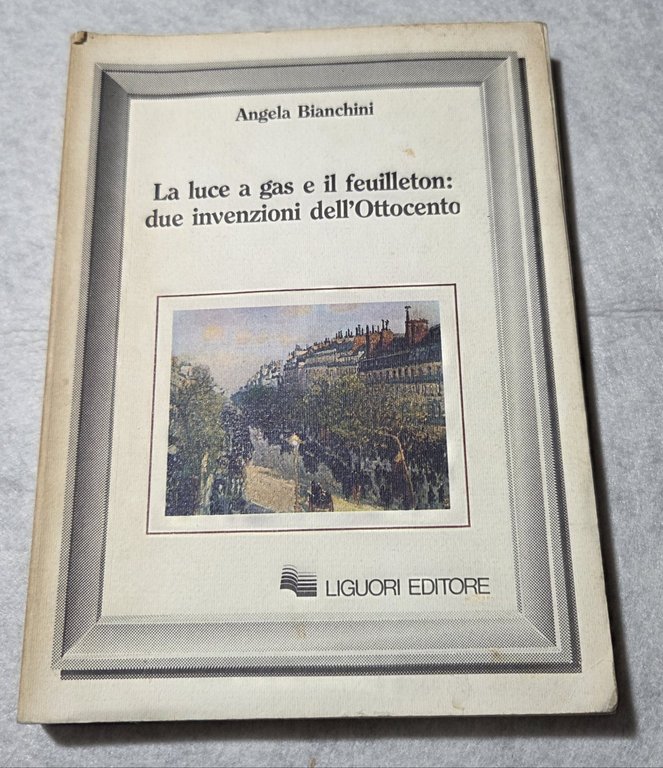 Angela Bianchini
La luce a gas e il feuilleton:
due invenzioni dell'Ottocento
LIGUORI EDITORE